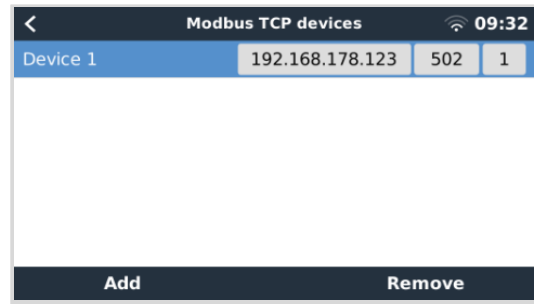 Modbus TCP devices 09:32
Device 1 192.168.178.123 502 1
Add Remove